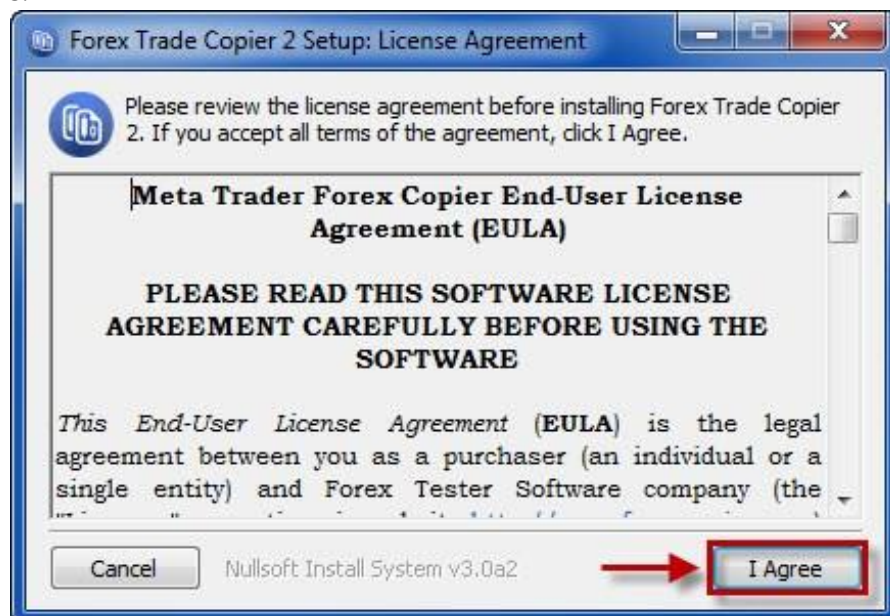 Forex Trade Copier 2 Setup: License Agreement
Please review the license agreement before installing Forex Trade Copier
2. If you accept all terms of the agreement, click I Agree.
Meta Trader Forex Copier End-User License
Agreement (EULA)
PLEASE READ THIS SOFTWARE LICENSE
AGREEMENT CAREFULLY BEFORE USING THE
SOFTWARE
This End-User License Agreement (EULA) is the legal
agreement between you as a purchaser (an individual or a
single entity) and Forex Tester Software company (the
Cancel
Nullsoft Install System v3.0a2
I Agree